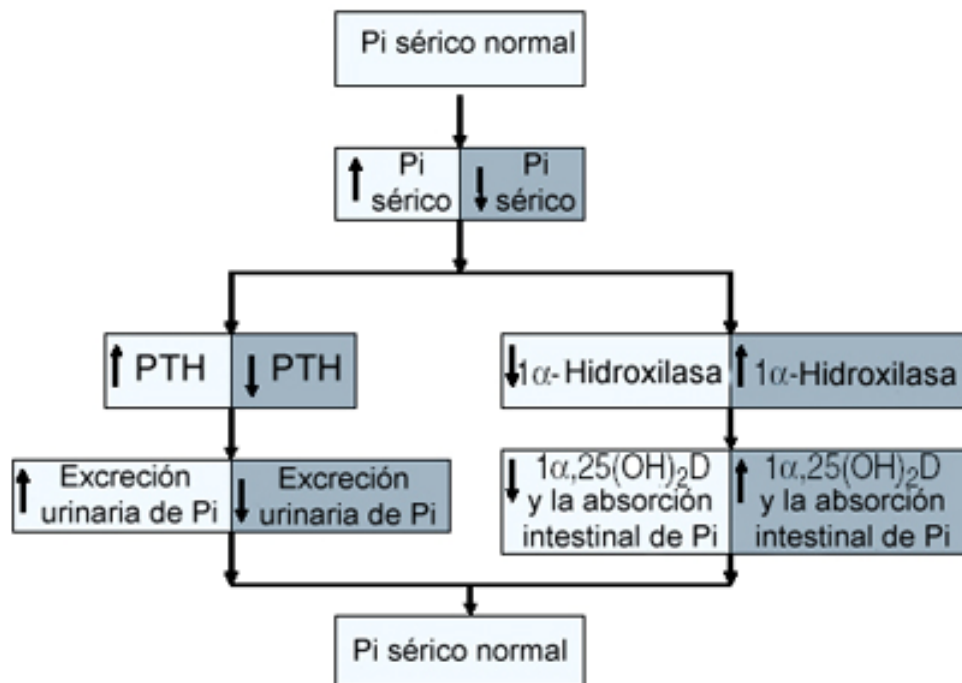 Pi sérico normal
↑ Pi
sérico
↓ Pi
sérico
↑ PTH
↓ PTH
↓ 1α-Hidroxilasa
↑ 1α-Hidroxilasa
↑ Excreción
urinaria de Pi
↓ Excreción
urinaria de Pi
↓ 1α,25(OH)₂D
y la absorción
intestinal de Pi
↑ 1α,25(OH)₂D
y la absorción
intestinal de Pi
Pi sérico normal